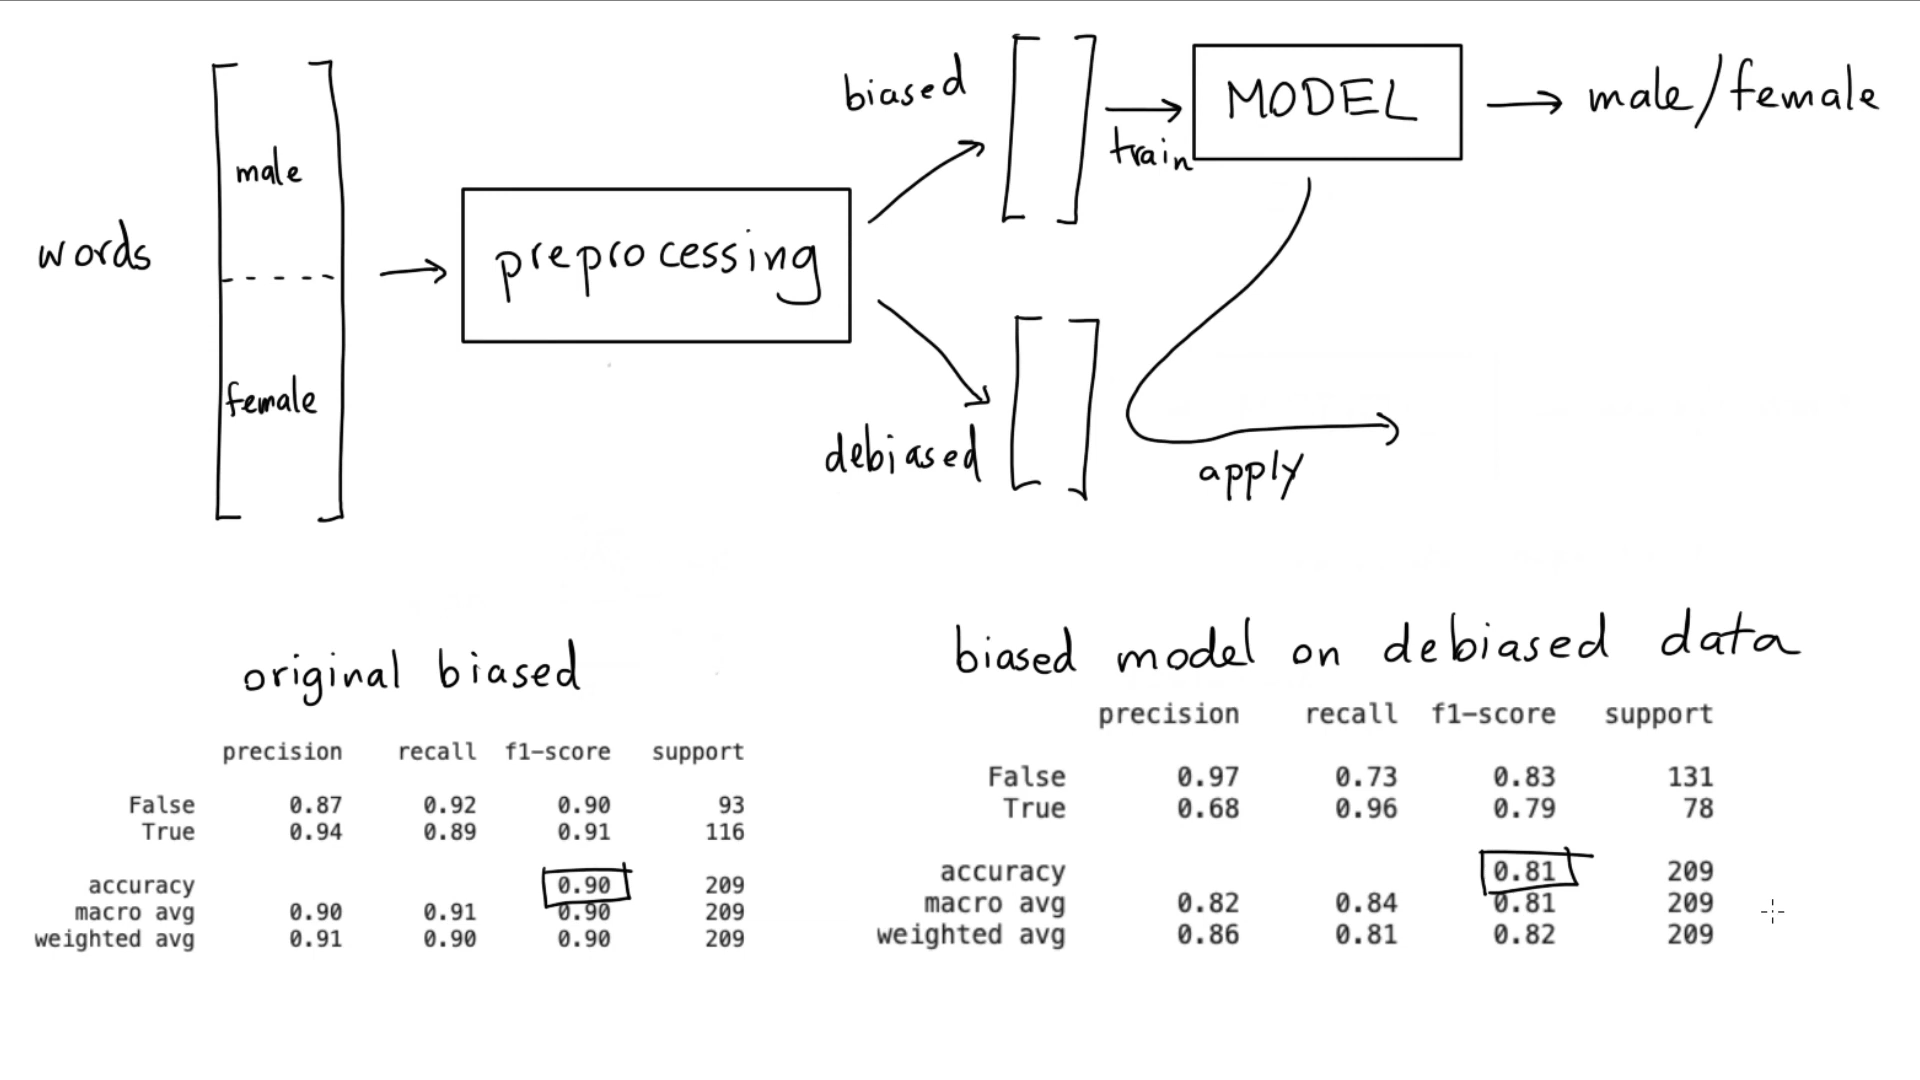 words
male
female
preprocessing
biased
debiased
train
MODEL
male/female
apply
original biased
precision recall f1-score support
False 0.87 0.92 0.90 93
True 0.94 0.89 0.91 116
accuracy 0.90 209
macro avg 0.90 0.91 0.90 209
weighted avg 0.91 0.90 0.90 209
biased model on debiased data
precision recall f1-score support
False 0.97 0.73 0.83 131
True 0.68 0.96 0.79 78
accuracy 0.81 209
macro avg 0.82 0.84 0.81 209
weighted avg 0.86 0.81 0.82 209